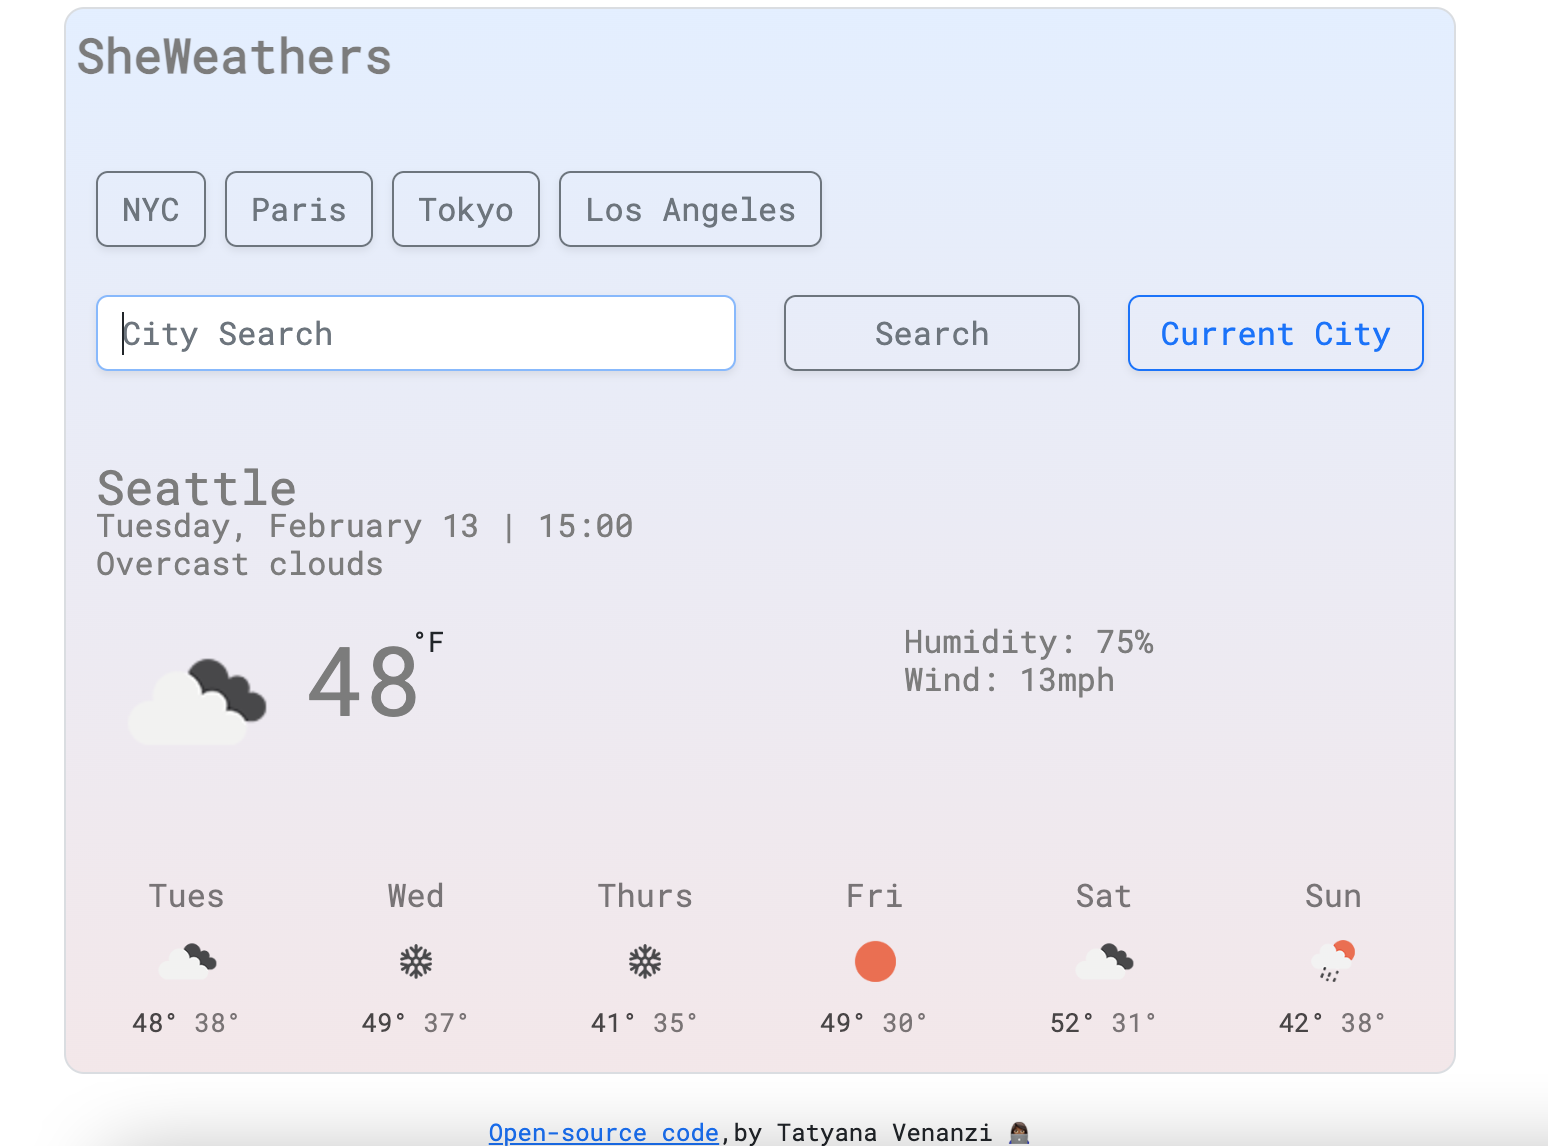 SheWeathers
NYC Paris Tokyo Los Angeles
City Search Search Current City
Seattle
Tuesday, February 13 | 15:00
Overcast clouds
48 °F
Humidity: 75%
Wind: 13mph
Tues Wed Thurs Fri Sat Sun
48° 38° 49° 37° 41° 35° 49° 30° 52° 31° 42° 38°
Open-source code,by Tatyana Venanzi 👩🏾‍💻